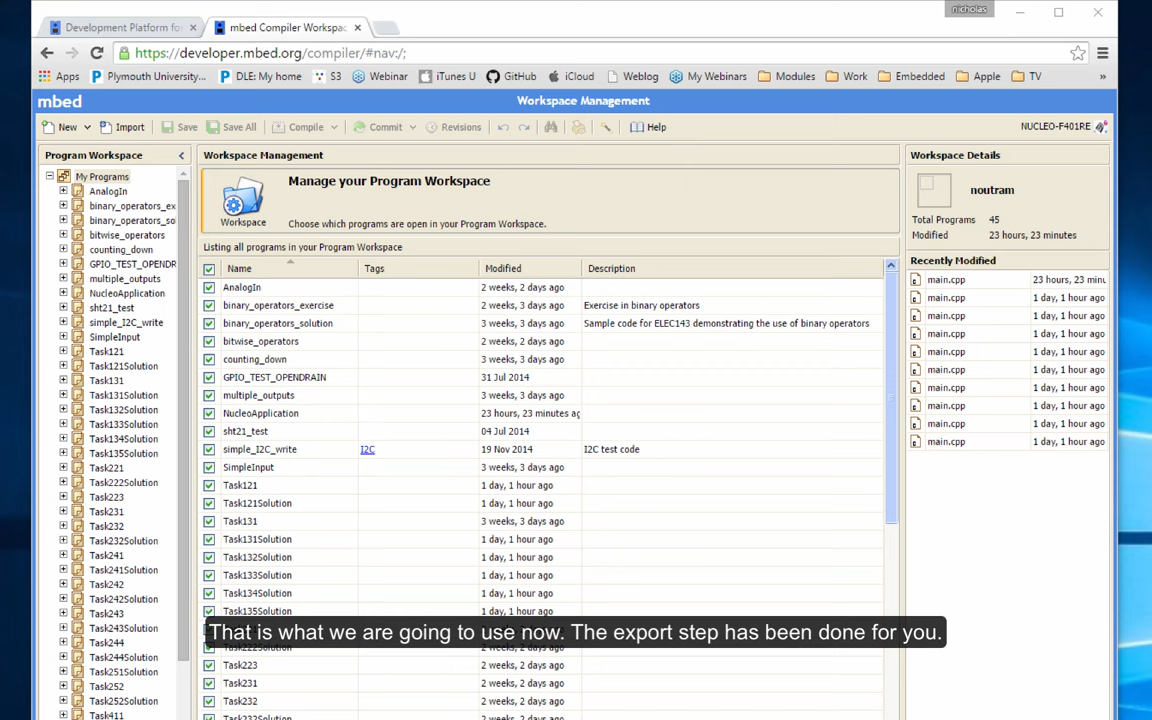 nicholas
Development Platform for
mbed Compiler Workspac
https://developer.mbed.org/compiler/#nav:/;
Apps Plymouth University... DLE: My home S3 Webinar iTunes U GitHub iCloud Weblog My Webinars Modules Work Embedded Apple TV »
mbed
Workspace Management
New Import Save Save All Compile Commit Revisions Help
NUCLEO-F401RE
Program Workspace
My Programs
AnalogIn
binary_operators_ex
binary_operators_so
bitwise_operators
counting_down
GPIO_TEST_OPENDR
multiple_outputs
NucleoApplication
sht21_test
simple_I2C_write
SimpleInput
Task121
Task121Solution
Task131
Task131Solution
Task132Solution
Task133Solution
Task134Solution
Task135Solution
Task221
Task222Solution
Task223
Task231
Task232
Task232Solution
Task241
Task241Solution
Task242
Task242Solution
Task243
Task243Solution
Task244
Task244Solution
Task251Solution
Task252
Task252Solution
Task411
Workspace Management
Manage your Program Workspace
Workspace
Choose which programs are open in your Program Workspace.
Listing all programs in your Program Workspace
Name Tags Modified Description
AnalogIn 2 weeks, 2 days ago
binary_operators_exercise 2 weeks, 3 days ago Exercise in binary operators
binary_operators_solution 3 weeks, 3 days ago Sample code for ELEC143 demonstrating the use of binary operators
bitwise_operators 2 weeks, 2 days ago
counting_down 3 weeks, 3 days ago
GPIO_TEST_OPENDRAIN 31 Jul 2014
multiple_outputs 3 weeks, 3 days ago
NucleoApplication 23 hours, 23 minutes ag
sht21_test 04 Jul 2014
simple_I2C_write I2C 19 Nov 2014 I2C test code
SimpleInput 3 weeks, 3 days ago
Task121 1 day, 1 hour ago
Task121Solution 1 day, 1 hour ago
Task131 3 weeks, 3 days ago
Task131Solution 1 day, 1 hour ago
Task132Solution 1 day, 1 hour ago
Task133Solution 1 day, 1 hour ago
Task134Solution 1 day, 1 hour ago
Task135Solution 1 day, 1 hour ago
That is what we are going to use now. The export step has been done for you.
Task223 2 weeks, 2 days ago
Task231 2 weeks, 2 days ago
Task232 2 weeks, 2 days ago
Workspace Details
noutram
Total Programs 45
Modified 23 hours, 23 minutes
Recently Modified
main.cpp 23 hours, 23 minu
main.cpp 1 day, 1 hour ago
main.cpp 1 day, 1 hour ago
main.cpp 1 day, 1 hour ago
main.cpp 1 day, 1 hour ago
main.cpp 1 day, 1 hour ago
main.cpp 1 day, 1 hour ago
main.cpp 1 day, 1 hour ago
main.cpp 1 day, 1 hour ago
main.cpp 1 day, 1 hour ago